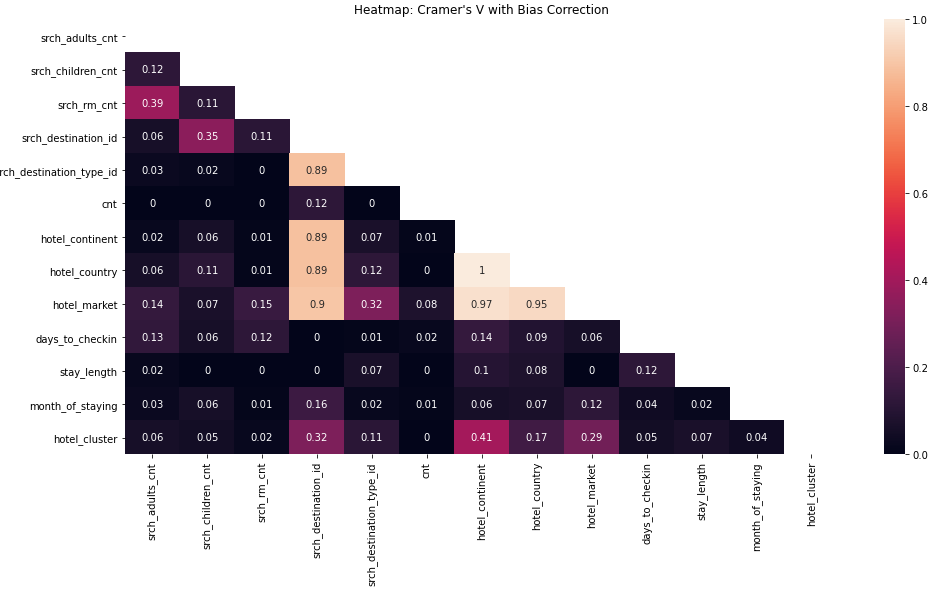 Heatmap: Cramer's V with Bias Correction
srch_adults_cnt
srch_children_cnt 0.12
srch_rm_cnt 0.39 0.11
srch_destination_id 0.06 0.35 0.11
rch_destination_type_id 0.03 0.02 0 0.89
cnt 0 0 0 0.12 0
hotel_continent 0.02 0.06 0.01 0.89 0.07 0.01
hotel_country 0.06 0.11 0.01 0.89 0.12 0 1
hotel_market 0.14 0.07 0.15 0.9 0.32 0.08 0.97 0.95
days_to_checkin 0.13 0.06 0.12 0 0.01 0.02 0.14 0.09 0.06
stay_length 0.02 0 0 0 0.07 0 0.1 0.08 0 0.12
month_of_staying 0.03 0.06 0.01 0.16 0.02 0.01 0.06 0.07 0.12 0.04 0.02
hotel_cluster 0.06 0.05 0.02 0.32 0.11 0 0.41 0.17 0.29 0.05 0.07 0.04
srch_adults_cnt
srch_children_cnt
srch_rm_cnt
srch_destination_id
srch_destination_type_id
cnt
hotel_continent
hotel_country
hotel_market
days_to_checkin
stay_length
month_of_staying
hotel_cluster
1.0
0.8
0.6
0.4
0.2
0.0